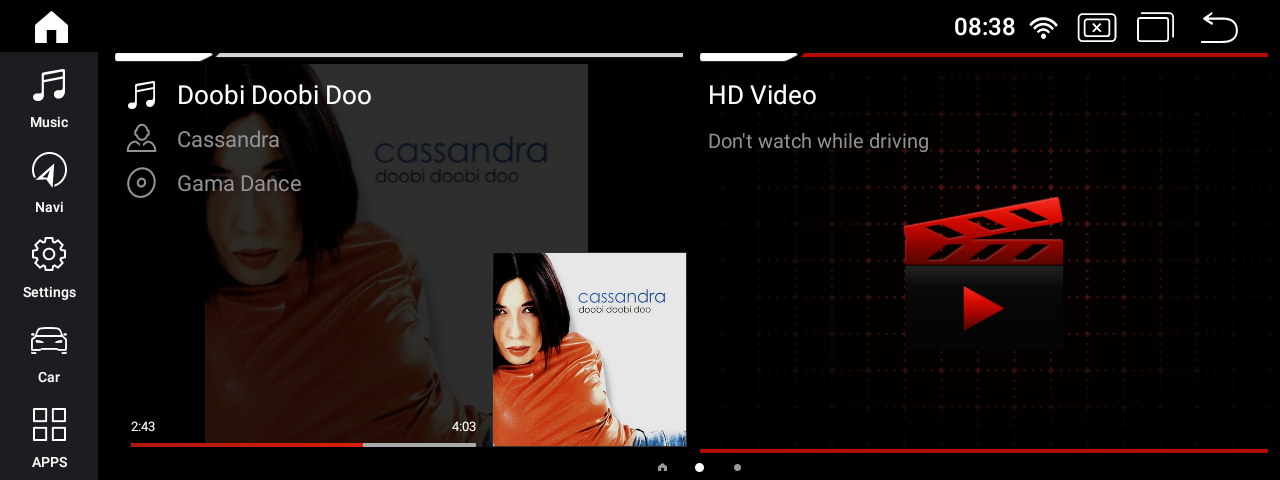 08:38
Music
Navi
Settings
Car
APPS
Doobi Doobi Doo
Cassandra
Gama Dance
cassandra
doobi doobi doo
cassandra
doobi doobi doo
2:43
4:03
HD Video
Don't watch while driving